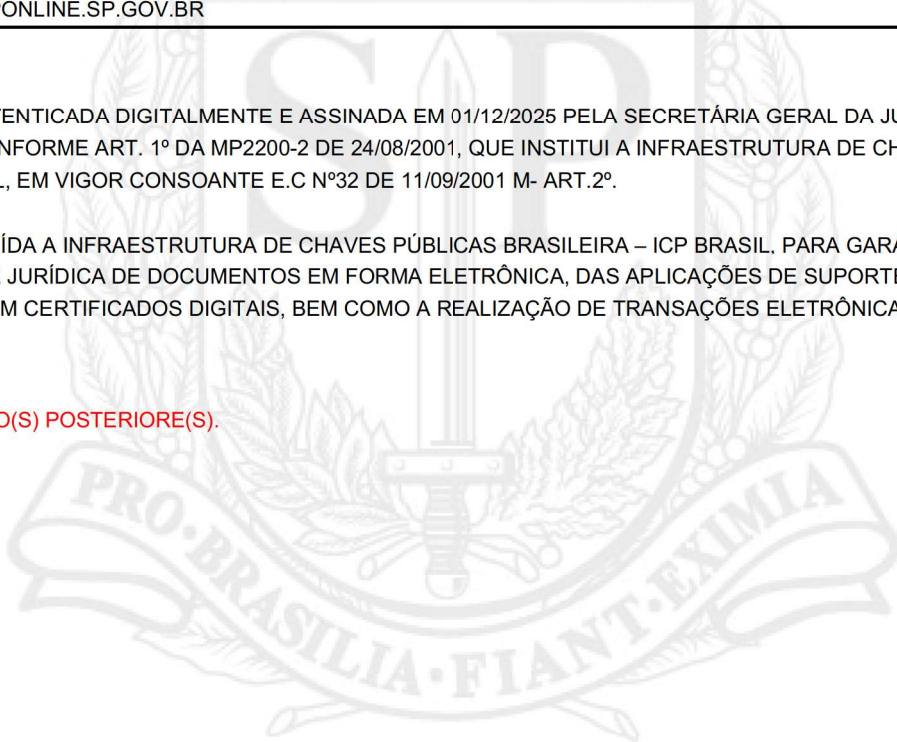 PONLINE.SP.GOV.BR
TENTICADA DIGITALMENTE E ASSINADA EM 01/12/2025 PELA SECRETÁRIA GERAL DA JU
NFORME ART. 1º DA MP2200-2 DE 24/08/2001, QUE INSTITUI A INFRAESTRUTURA DE CH
L, EM VIGOR CONSOANTE E.C Nº32 DE 11/09/2001 M- ART.2º.
ÍDA A INFRAESTRUTURA DE CHAVES PÚBLICAS BRASILEIRA – ICP BRASIL, PARA GARA
E JURÍDICA DE DOCUMENTOS EM FORMA ELETRÔNICA, DAS APLICAÇÕES DE SUPORTE
M CERTIFICADOS DIGITAIS, BEM COMO A REALIZAÇÃO DE TRANSAÇÕES ELETRÔNICA
O(S) POSTERIORE(S).
SP
PRO·BRASILIA·FIANT·EXIMIA